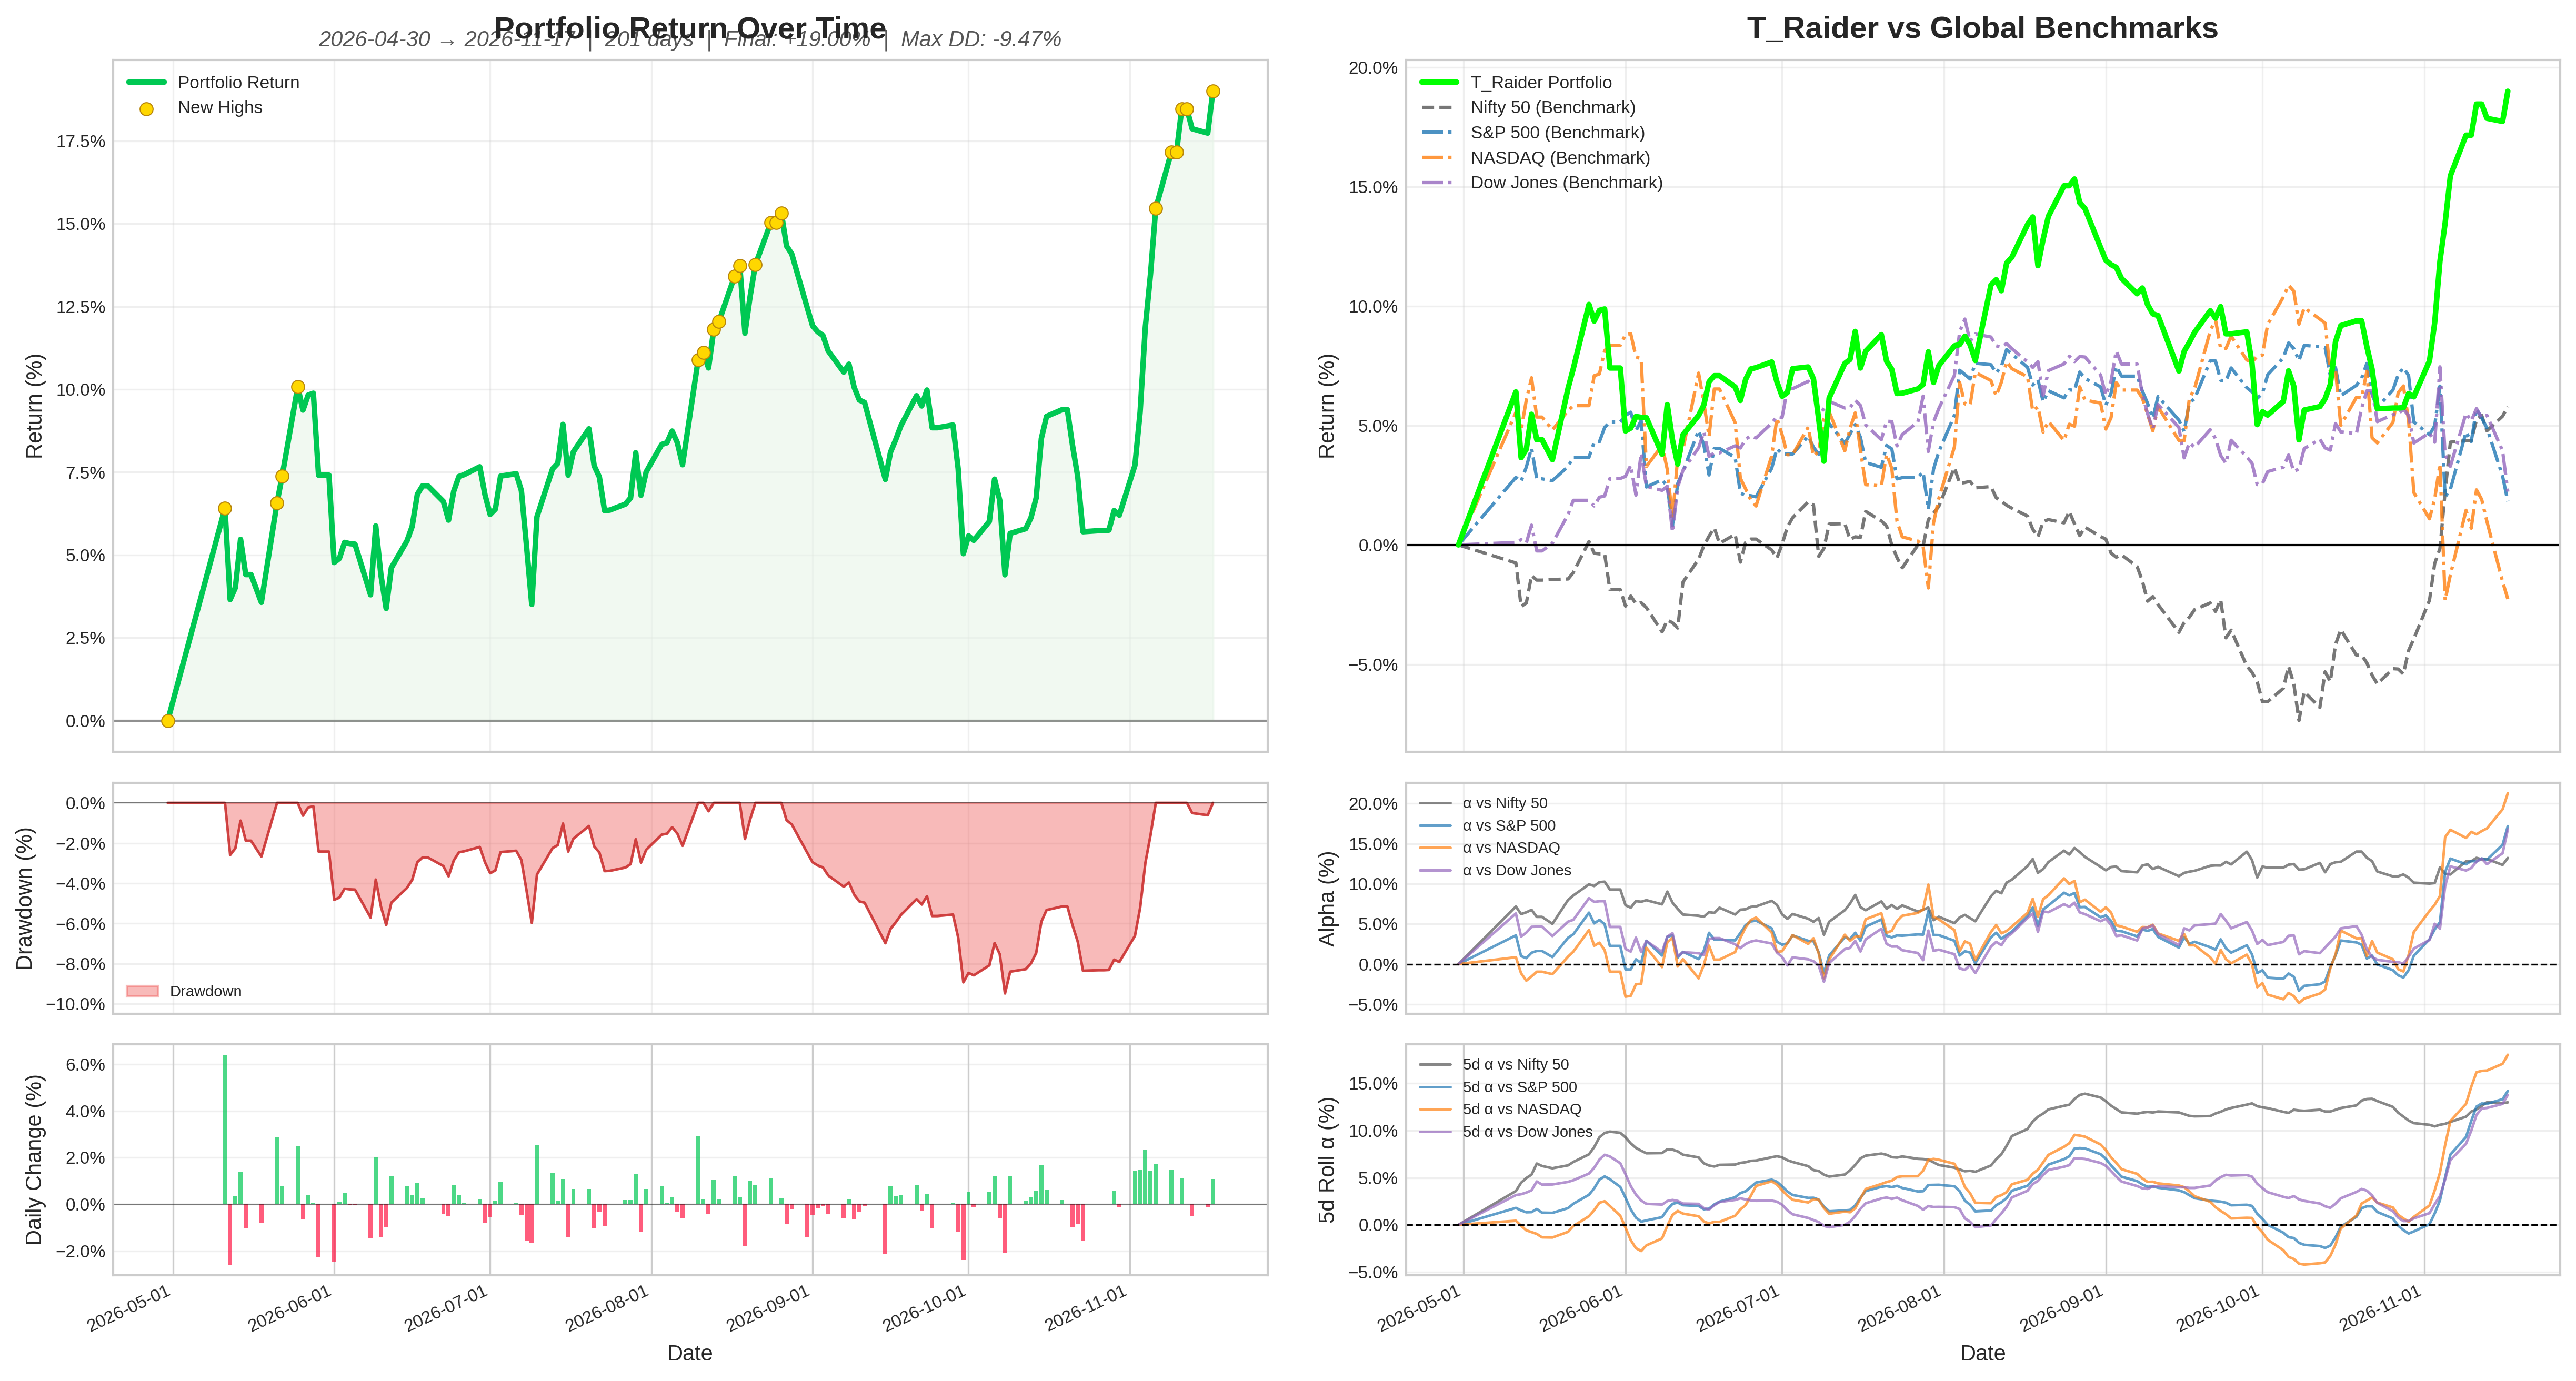 Portfolio Return Over Time
2026-04-30 → 2026-11-17 | 201 days | Final: +19.00% | Max DD: -9.47%
Portfolio Return
New Highs
Return (%)
17.5%
15.0%
12.5%
10.0%
7.5%
5.0%
2.5%
0.0%
Drawdown (%)
0.0%
−2.0%
−4.0%
−6.0%
−8.0%
−10.0%
Drawdown
Daily Change (%)
6.0%
4.0%
2.0%
0.0%
−2.0%
2026-05-01
2026-06-01
2026-07-01
2026-08-01
2026-09-01
2026-10-01
2026-11-01
Date
T_Raider vs Global Benchmarks
T_Raider Portfolio
Nifty 50 (Benchmark)
S&P 500 (Benchmark)
NASDAQ (Benchmark)
Dow Jones (Benchmark)
Return (%)
20.0%
15.0%
10.0%
5.0%
0.0%
−5.0%
Alpha (%)
20.0%
15.0%
10.0%
5.0%
0.0%
−5.0%
α vs Nifty 50
α vs S&P 500
α vs NASDAQ
α vs Dow Jones
5d Roll α (%)
15.0%
10.0%
5.0%
0.0%
−5.0%
5d α vs Nifty 50
5d α vs S&P 500
5d α vs NASDAQ
5d α vs Dow Jones
2026-05-01
2026-06-01
2026-07-01
2026-08-01
2026-09-01
2026-10-01
2026-11-01
Date